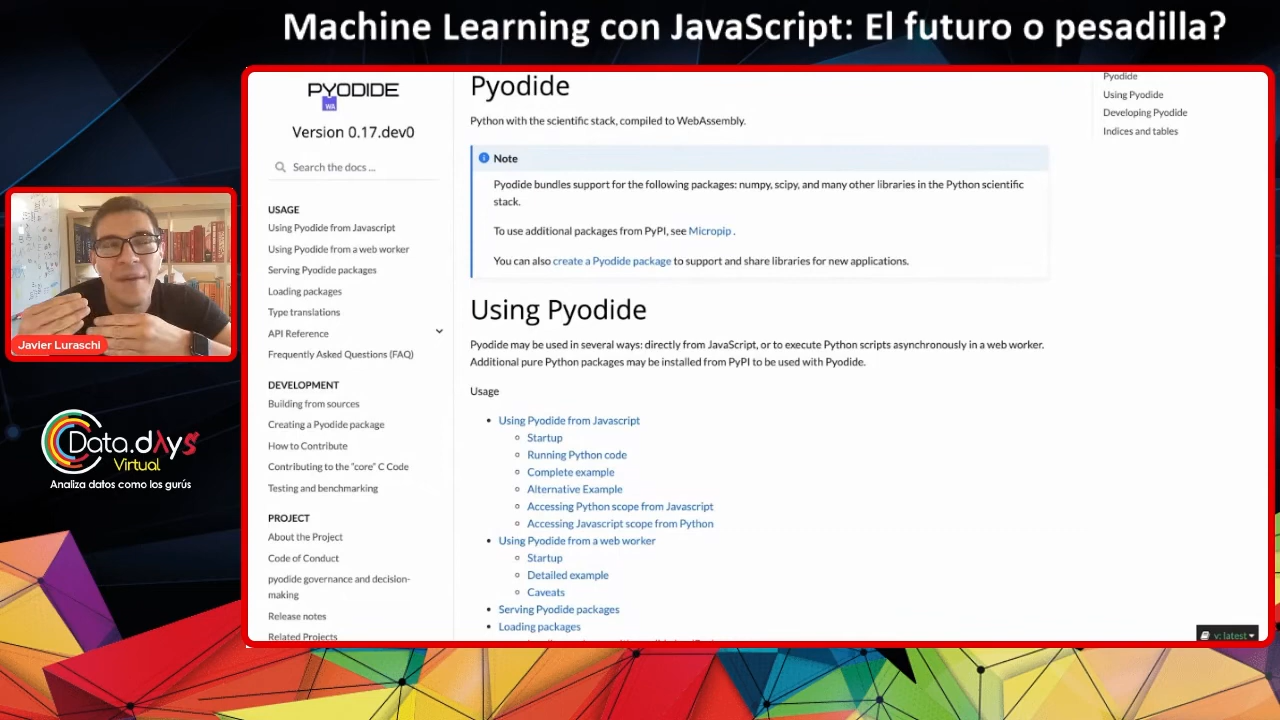 Machine Learning con JavaScript: El futuro o pesadilla?
PYODIDE
WA
Version 0.17.dev0
Search the docs ...
USAGE
Using Pyodide from Javascript
Using Pyodide from a web worker
Serving Pyodide packages
Loading packages
Type translations
API Reference
Frequently Asked Questions (FAQ)
DEVELOPMENT
Building from sources
Creating a Pyodide package
How to Contribute
Contributing to the "core" C Code
Testing and benchmarking
PROJECT
About the Project
Code of Conduct
pyodide governance and decision-
making
Release notes
Related Projects
Pyodide
Python with the scientific stack, compiled to WebAssembly.
Note
Pyodide bundles support for the following packages: numpy, scipy, and many other libraries in the Python scientific
stack.
To use additional packages from PyPI, see Micropip .
You can also create a Pyodide package to support and share libraries for new applications.
Using Pyodide
Pyodide may be used in several ways: directly from JavaScript, or to execute Python scripts asynchronously in a web worker.
Additional pure Python packages may be installed from PyPI to be used with Pyodide.
Usage
Using Pyodide from Javascript
Startup
Running Python code
Complete example
Alternative Example
Accessing Python scope from Javascript
Accessing Javascript scope from Python
Using Pyodide from a web worker
Startup
Detailed example
Caveats
Serving Pyodide packages
Loading packages
Pyodide
Using Pyodide
Developing Pyodide
Indices and tables
v: latest
Javier Luraschi
Data.dAys
Virtual
Analiza datos como los gurús